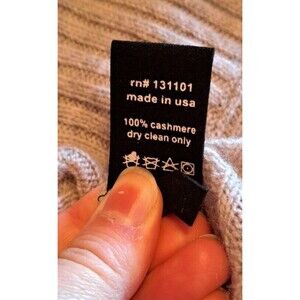 rn# 131101
made in usa
100% cashmere
dry clean only